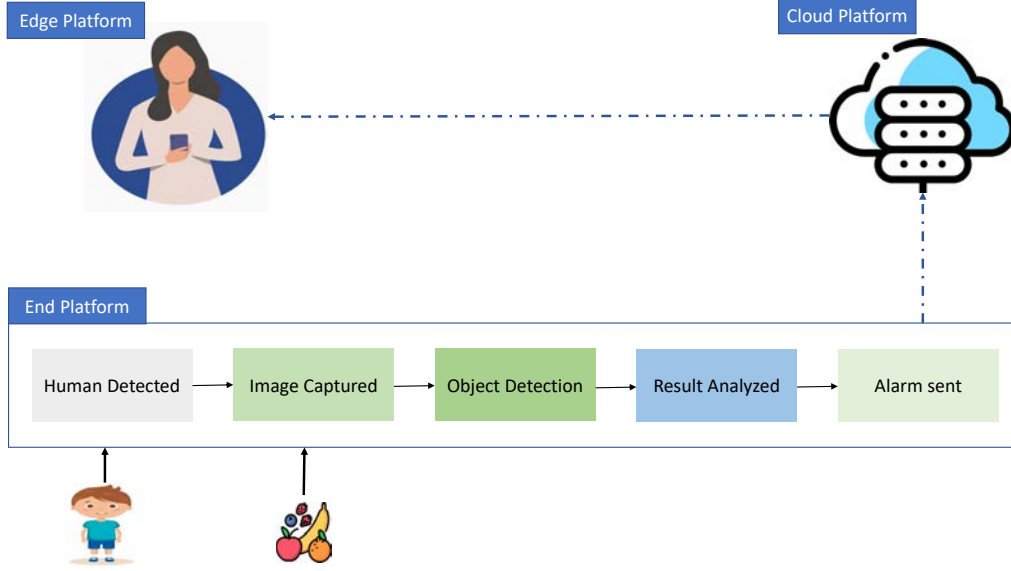 Edge Platform
Cloud Platform
End Platform
Human Detected
Image Captured
Object Detection
Result Analyzed
Alarm sent